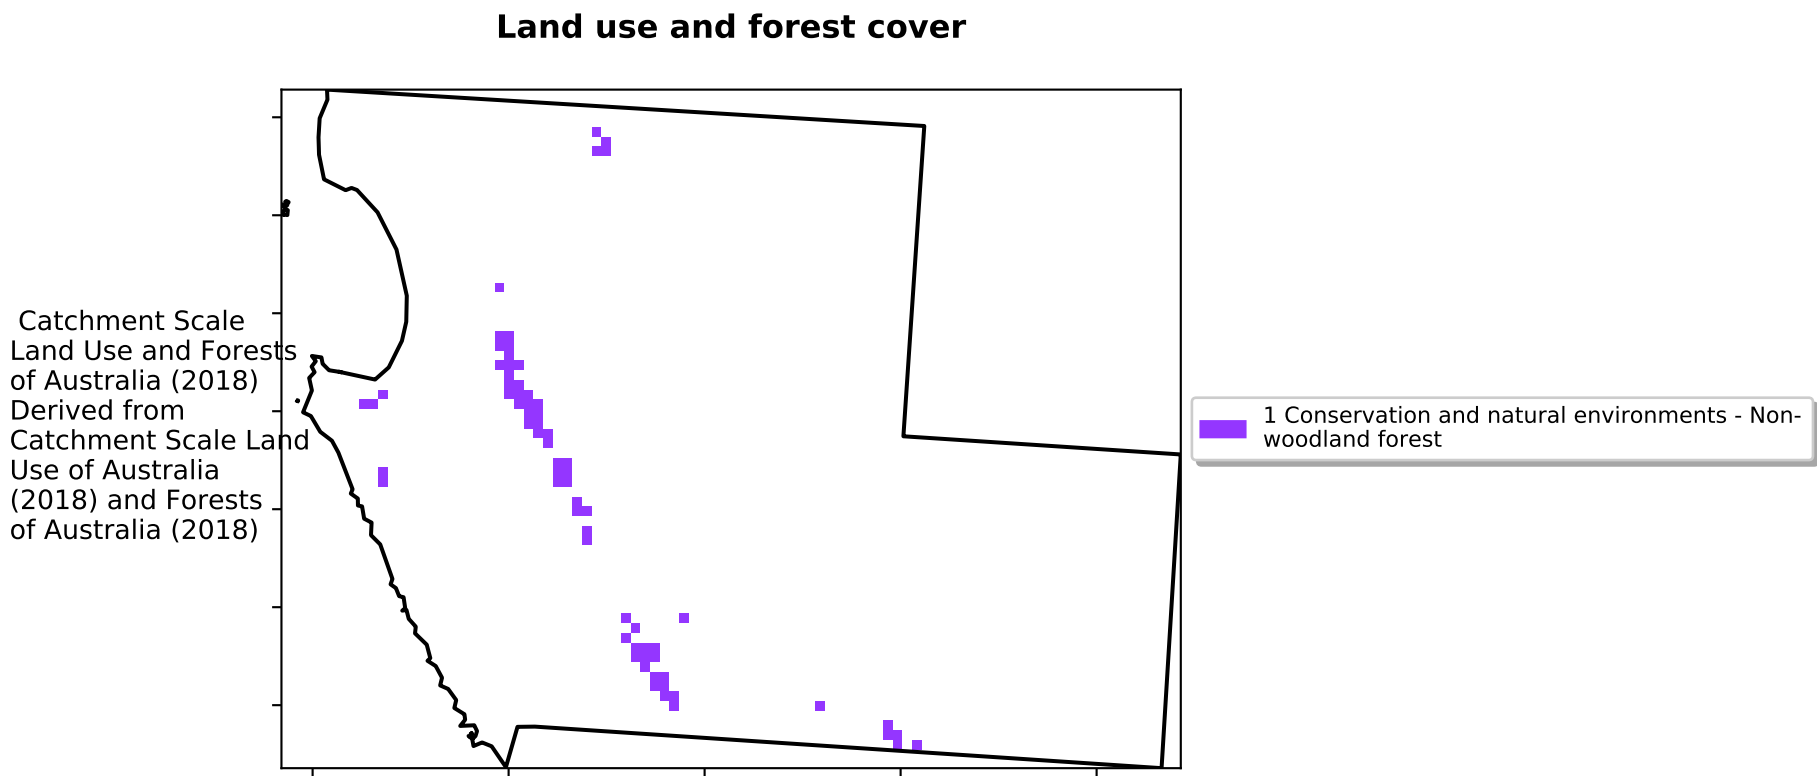 Land use and forest cover
Catchment Scale
Land Use and Forests
of Australia (2018)
Derived from
Catchment Scale Land
Use of Australia
(2018) and Forests
of Australia (2018)
1 Conservation and natural environments - Non-
woodland forest